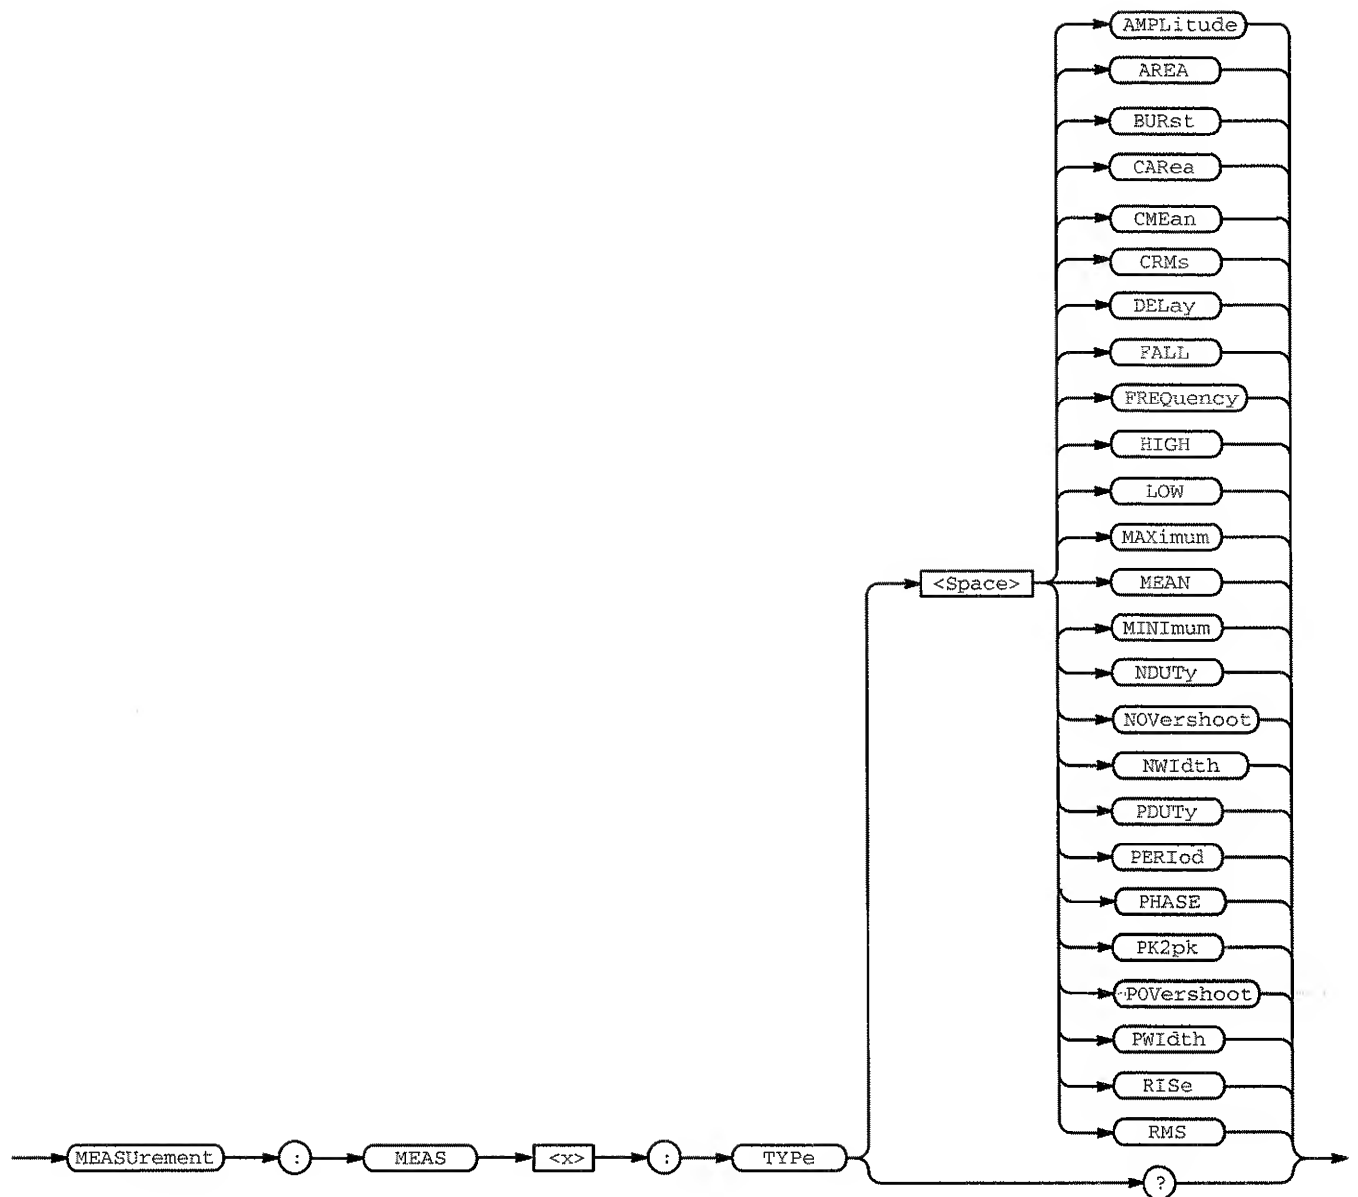 AMPLitude
AREA
BURst
CARea
CMEan
CRMs
DELay
FALL
FREQuency
HIGH
LOW
MAXimum
<Space>
MEAN
MINImum
NDUTy
NOVershoot
NWIdth
PDUTy
PERIod
PHASE
PK2pk
POVershoot
PWIdth
RISe
RMS
MEASUrement : MEAS <x> : TYPe
?